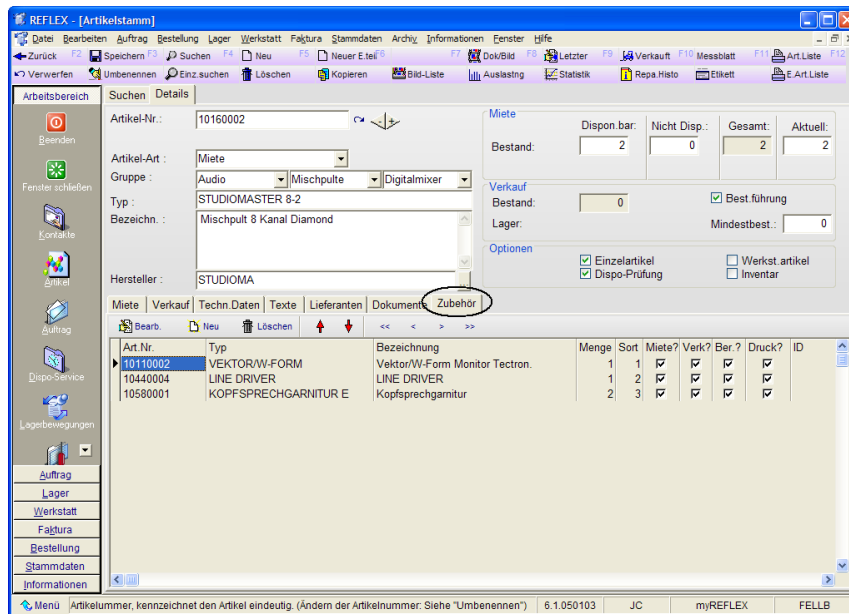 REFLEX - [Artikelstamm]
Datei Bearbeiten Auftrag Bestellung Lager Werkstatt Faktura Stammdaten Archiv Informationen Fenster Hilfe
Zurück F2 Speichern F3 Suchen F4 Neu F5 Neuer E.teil F6 F7 Dok/Bild F8 Letzter F9 Verkauft F10 Messblatt F11 Art.Liste F12
Verwerfen Umbenennen Einz.suchen Löschen Kopieren Bild-Liste Auslastng Statistik Repa.Histo Etikett E.Art.Liste
Arbeitsbereich
Beenden
Fenster schließen
Kontakte
Artikel
Auftrag
Dispo-Service
Lagerbewegungen
Auftrag
Lager
Werkstatt
Faktura
Bestellung
Stammdaten
Informationen
Suchen Details
Artikel-Nr.: 10160002
Artikel-Art : Miete
Gruppe : Audio Mischpulte Digitalmixer
Typ : STUDIOMASTER 8-2
Bezeichn. : Mischpult 8 Kanal Diamond
Hersteller : STUDIOMA
Miete
Dispon.bar: Nicht Disp.: Gesamt: Aktuell:
Bestand: 2 0 2 2
Verkauf
Bestand: 0 Best.führung
Lager: Mindestbest.: 0
Optionen
Einzelartikel Werkst.artikel
Dispo-Prüfung Inventar
Miete Verkauf Techn.Daten Texte Lieferanten Dokumente Zubehör
Bearb. Neu Löschen << < > >>
Art.Nr. Typ Bezeichnung Menge Sort Miete? Verk? Ber.? Druck? ID
10110002 VEKTOR/W-FORM Vektor/W-Form Monitor Tectron. 1 1
10440004 LINE DRIVER LINE DRIVER 1 2
10580001 KOPFSPRECHGARNITUR E Kopfsprechgarnitur 2 3
Menü Artikelummer, kennzeichnet den Artikel eindeutig. (Ändern der Artikelnummer: Siehe "Umbenennen") 6.1.050103 JC myREFLEX FELLB